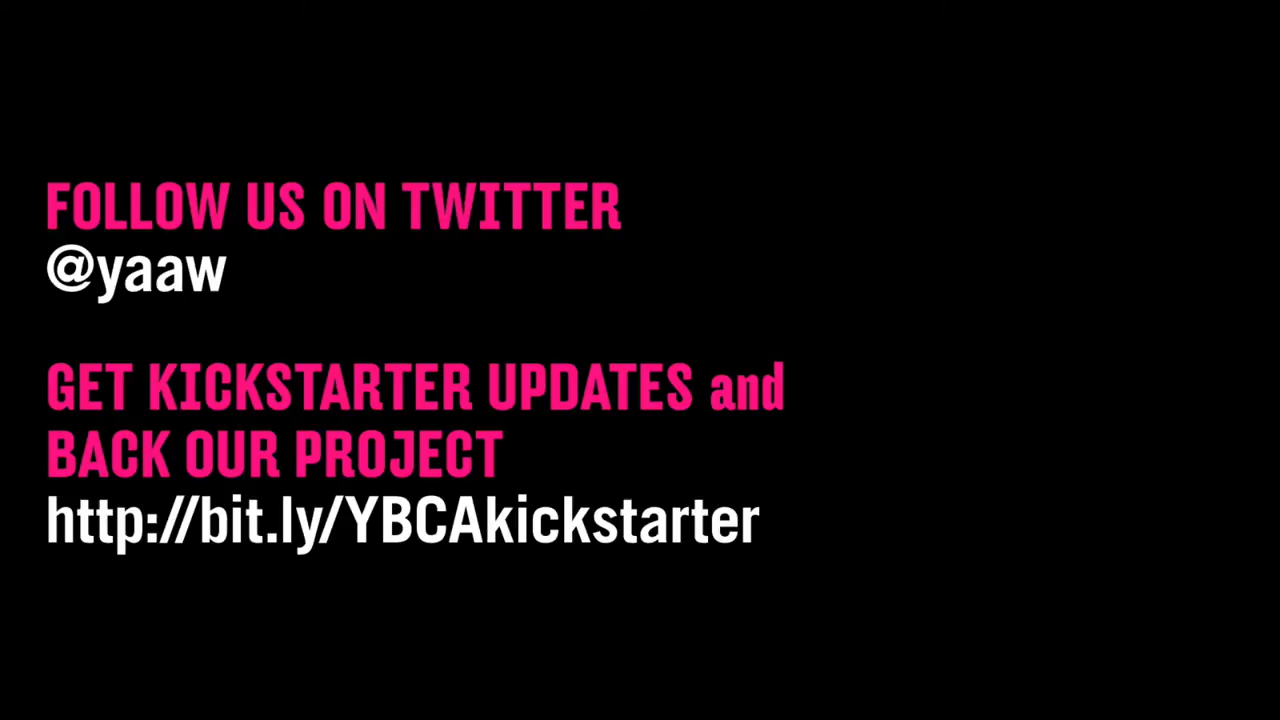 FOLLOW US ON TWITTER
@yaaw
GET KICKSTARTER UPDATES and
BACK OUR PROJECT
http://bit.ly/YBCAkickstarter